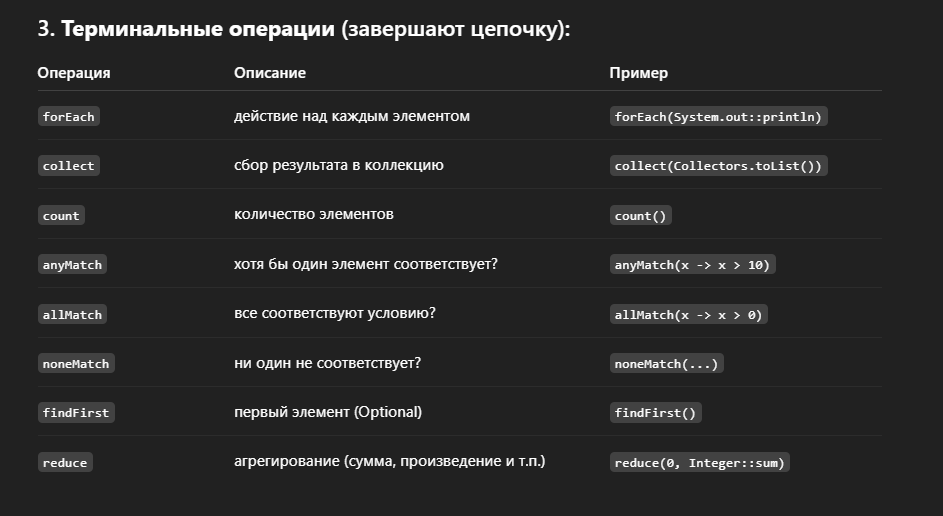 3. Терминальные операции (завершают цепочку):
Операция Описание Пример
forEach действие над каждым элементом forEach(System.out::println)
collect сбор результата в коллекцию collect(Collectors.toList())
count количество элементов count()
anyMatch хотя бы один элемент соответствует? anyMatch(x -> x > 10)
allMatch все соответствуют условию? allMatch(x -> x > 0)
noneMatch ни один не соответствует? noneMatch(...)
findFirst первый элемент (Optional) findFirst()
reduce агрегирование (сумма, произведение и т.п.) reduce(0, Integer::sum)